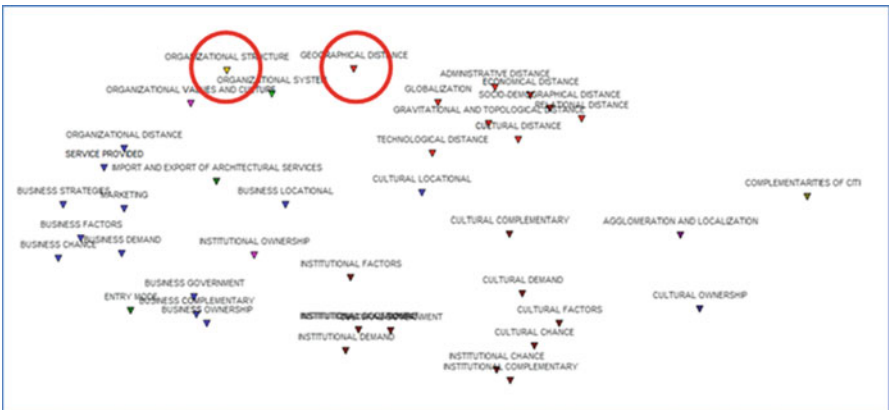 ORGANIZATIONAL STRUCTURE
GEOGRAPHICAL DISTANCE
ADMINISTRATIVE DISTANCE
ORGANIZATIONAL SYSTEM
ECONOMICAL DISTANCE
ORGANIZATIONAL VALUES AND CULTURE
GLOBALIZATION
SOCIO-DEMOGRAPHICAL DISTANCE
RELATIONAL DISTANCE
GRAVITATIONAL AND TOPOLOGICAL DISTANCE
CULTURAL DISTANCE
ORGANIZATIONAL DISTANCE
TECHNOLOGICAL DISTANCE
SERVICE PROVIDED
IMPORT AND EXPORT OF ARCHITECTURAL SERVICES
CULTURAL LOCATIONAL
COMPLEMENTARITIES OF CITI
BUSINESS STRATEGIES
MARKETING
BUSINESS LOCATIONAL
BUSINESS FACTORS
CULTURAL COMPLEMENTARY
AGGLOMERATION AND LOCALIZATION
BUSINESS CHANCE
BUSINESS DEMAND
INSTITUTIONAL OWNERSHIP
INSTITUTIONAL FACTORS
BUSINESS GOVERNMENT
CULTURAL DEMAND
ENTRY MODE
BUSINESS COMPLEMENTARY
CULTURAL OWNERSHIP
BUSINESS OWNERSHIP
CULTURAL FACTORS
INSTITUTIONAL DEMAND
CULTURAL CHANCE
INSTITUTIONAL CHANCE
INSTITUTIONAL COMPLEMENTARY